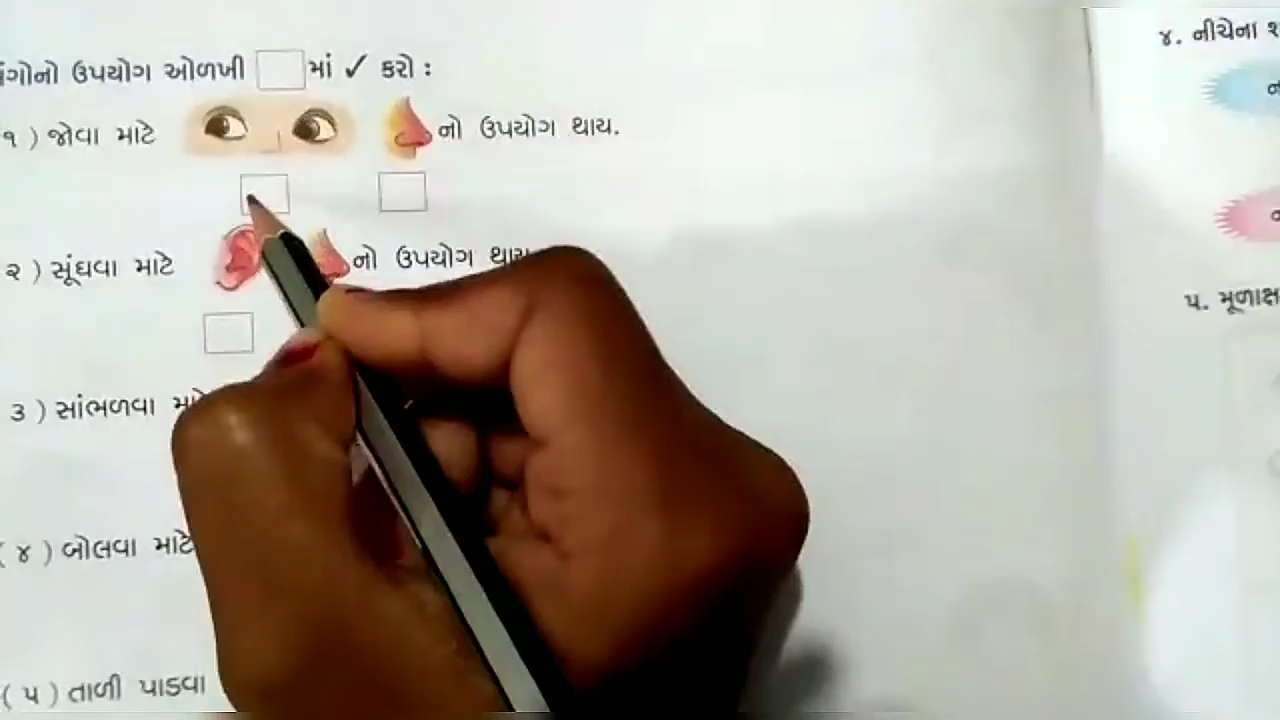 ઉપયોગ ઓળખી માં ✓ કરો :
૧ ) જોવા માટે નો ઉપયોગ થાય.
૨ ) સૂંઘવા માટે નો ઉપયોગ
૩ ) સાંભળવા
( ૪ ) બોલવા માટે
( ૫ ) તાળી પાડવા
૪. નીચેના
૫.